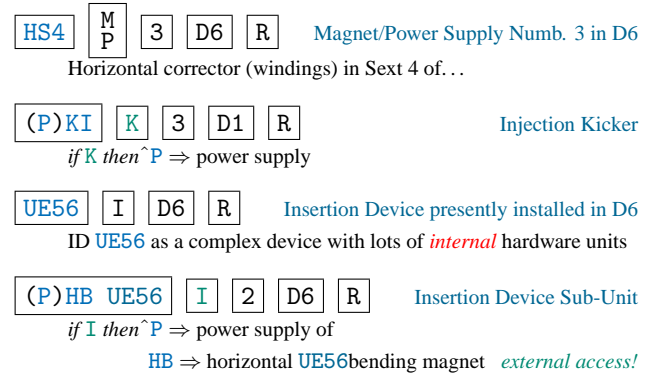 HS4 M P 3 D6 R Magnet/Power Supply Numb. 3 in D6
Horizontal corrector (windings) in Sext 4 of...
(P)KI K 3 D1 R Injection Kicker
if K then^P ⇒ power supply
UE56 I D6 R Insertion Device presently installed in D6
ID UE56 as a complex device with lots of internal hardware units
(P)HB UE56 I 2 D6 R Insertion Device Sub-Unit
if I then^P ⇒ power supply of
HB ⇒ horizontal UE56bending magnet external access!